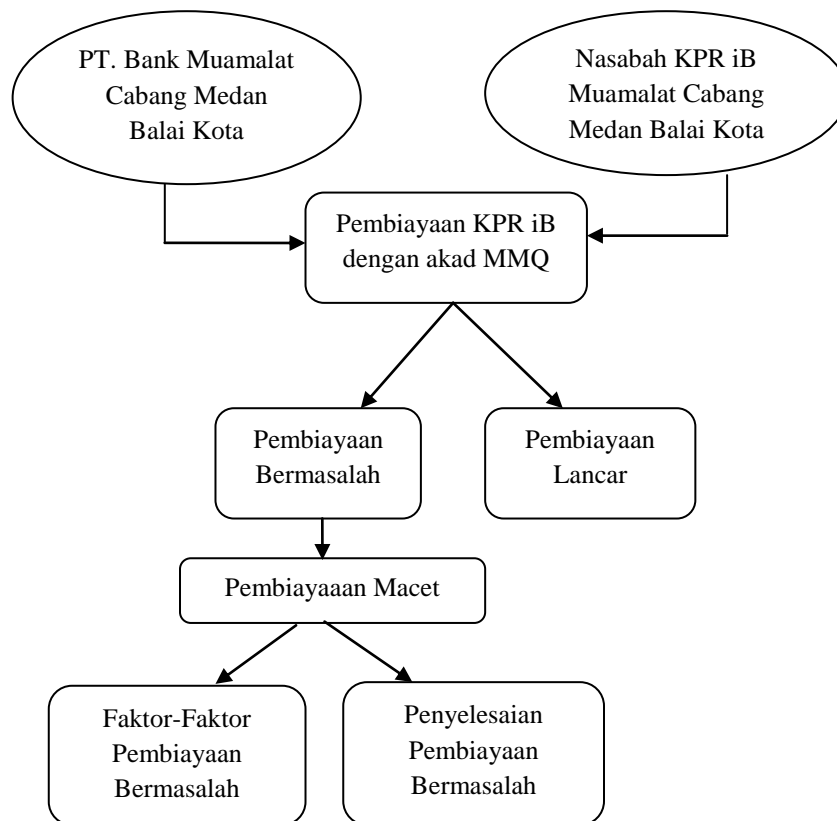 PT. Bank Muamalat
Cabang Medan
Balai Kota
Nasabah KPR iB
Muamalat Cabang
Medan Balai Kota
Pembiayaan KPR iB
dengan akad MMQ
Pembiayaan
Bermasalah
Pembiayaan
Lancar
Pembiayaaan Macet
Faktor-Faktor
Pembiayaan
Bermasalah
Penyelesaian
Pembiayaan
Bermasalah